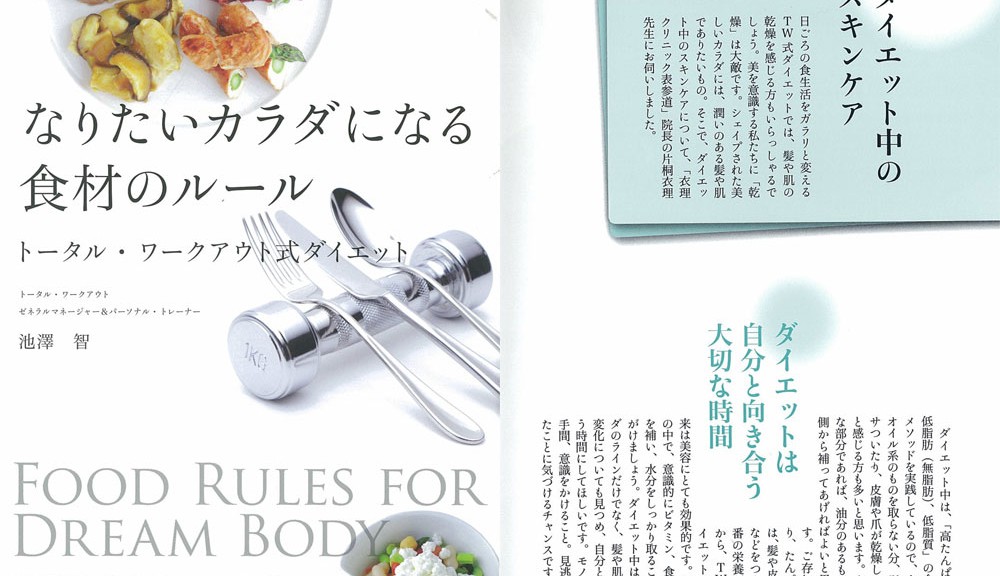 なりたいカラダになる
食材のルール
トータル・ワークアウト式ダイエット
トータル・ワークアウト
ゼネラルマネージャー&パーソナル・トレーナー
池澤 智
FOOD RULES FOR
DREAM BODY
1KG
ダイエット中の
スキンケア
日ごろの食生活をガラリと変える
TW式ダイエットでは、髪や肌の
乾燥を感じる方もいらっしゃるで
しょう。美を意識する私たちに「乾
燥」は大敵です。シェイプされた美
しいカラダには、潤いのある髪や肌
でありたいもの。そこで、ダイエッ
ト中のスキンケアについて、「衣理
クリニック表参道」院長の片桐衣理
先生にお伺いしました。
ダイエットは
自分と向き合う
大切な時間
ダイエット中は、「高たんぱ
低脂肪（無脂肪）、低脂質」の
メソッドを実践しているので、
オイル系のものを取らない分、
サついたり、皮膚や爪が乾燥し
と感じる方も多いと思います。
な部分であれば、油分のあるも
側から補ってあげればよいと
す。ご存じ
り、たん
は、髪や皮
などをつ
番の栄養
から、TW
イエット
来は美容にとても効果的です。
の中で、意識的にビタミン、食
を補い、水分をしっかり取るこ
がけましょう。ダイエット中は
ダのラインだけでなく、髪や肌
変化についても見つめ、自分と
う時間にしてほしいです。モノ
手間、意識をかけること。見逃
たことに気づけるチャンスです